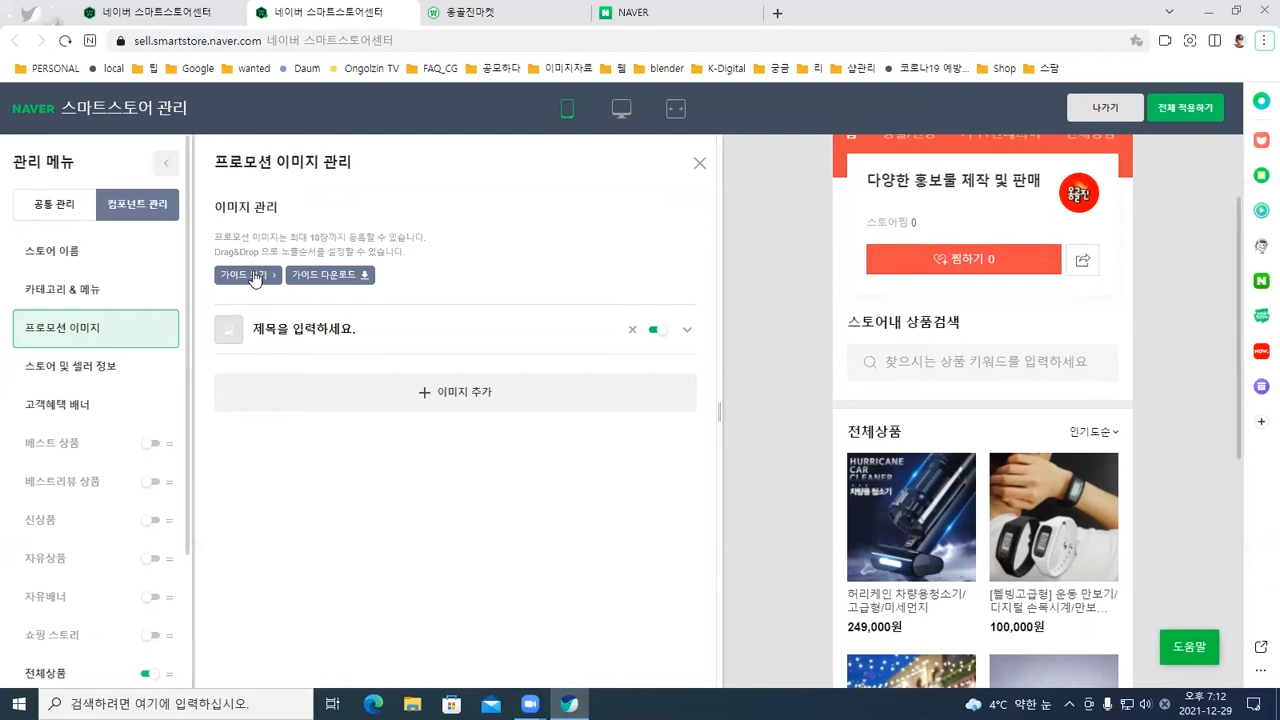 네이버 스마트스토어센터
네이버 스마트스토어센터
옹골진마켓
NAVER
sell.smartstore.naver.com 네이버 스마트스토어센터
PERSONAL
local
팁
Google
wanted
Daum
Ongolzin TV
FAQ_CG
공모하다
이미지자료
웹
blender
K-Digital
궁금
리
샵관리
코로나19 예방...
Shop
스팜
NAVER 스마트스토어 관리
나가기
전체 적용하기
관리 메뉴
공통 관리
컴포넌트 관리
스토어 이름
카테고리 & 메뉴
프로모션 이미지
스토어 및 셀러 정보
고객혜택 배너
베스트 상품
베스트리뷰 상품
신상품
자유상품
자유배너
쇼핑 스토리
전체상품
프로모션 이미지 관리
이미지 관리
프로모션 이미지는 최대 10장까지 등록할 수 있습니다.
Drag&Drop 으로 노출순서를 설정할 수 있습니다.
가이드
가이드 다운로드
제목을 입력하세요.
이미지 추가
다양한 홍보물 제작 및 판매
옹골진
스토어찜 0
찜하기 0
스토어내 상품검색
찾으시는 상품 키워드를 입력하세요
전체상품
인기도순
HURRICANE
CAR
CLEANER
차량용청소기
허리케인 차량용청소기/
고급형/미세먼지
249,000원
[웰빙고급형] 운동 만보기/
디지털 손목시계/만보...
100,000원
도움말
NOW.
검색하려면 여기에 입력하십시오.
4°C 약한 눈
오후 7:12
2021-12-29